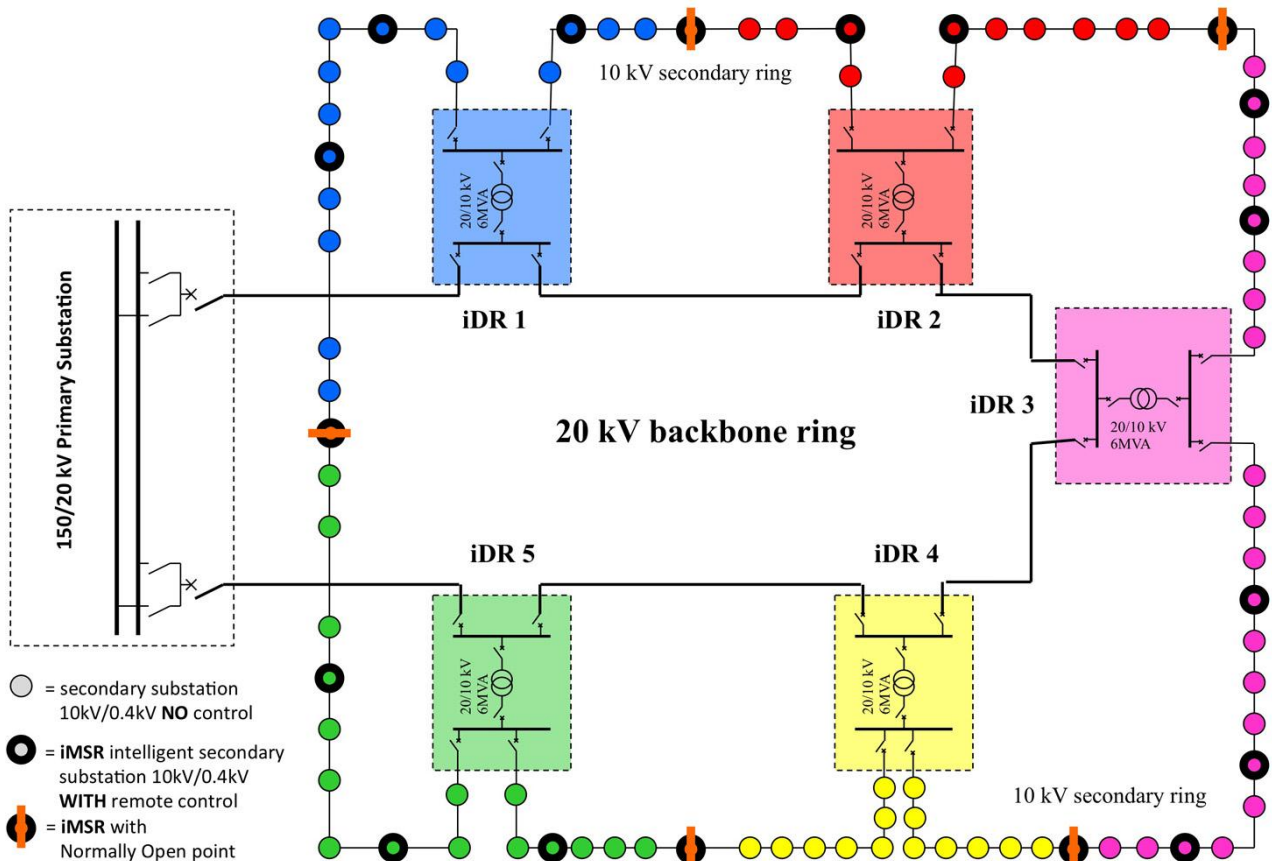 10 kV secondary ring
20/10 kV
6MVA
20/10 kV
6MVA
150/20 kV Primary Substation
iDR 1
iDR 2
iDR 3
20/10 kV
6MVA
20 kV backbone ring
iDR 5
iDR 4
20/10 kV
6MVA
20/10 kV
6MVA
= secondary substation
10kV/0.4kV NO control
= iMSR intelligent secondary
substation 10kV/0.4kV
WITH remote control
= iMSR with
Normally Open point
10 kV secondary ring